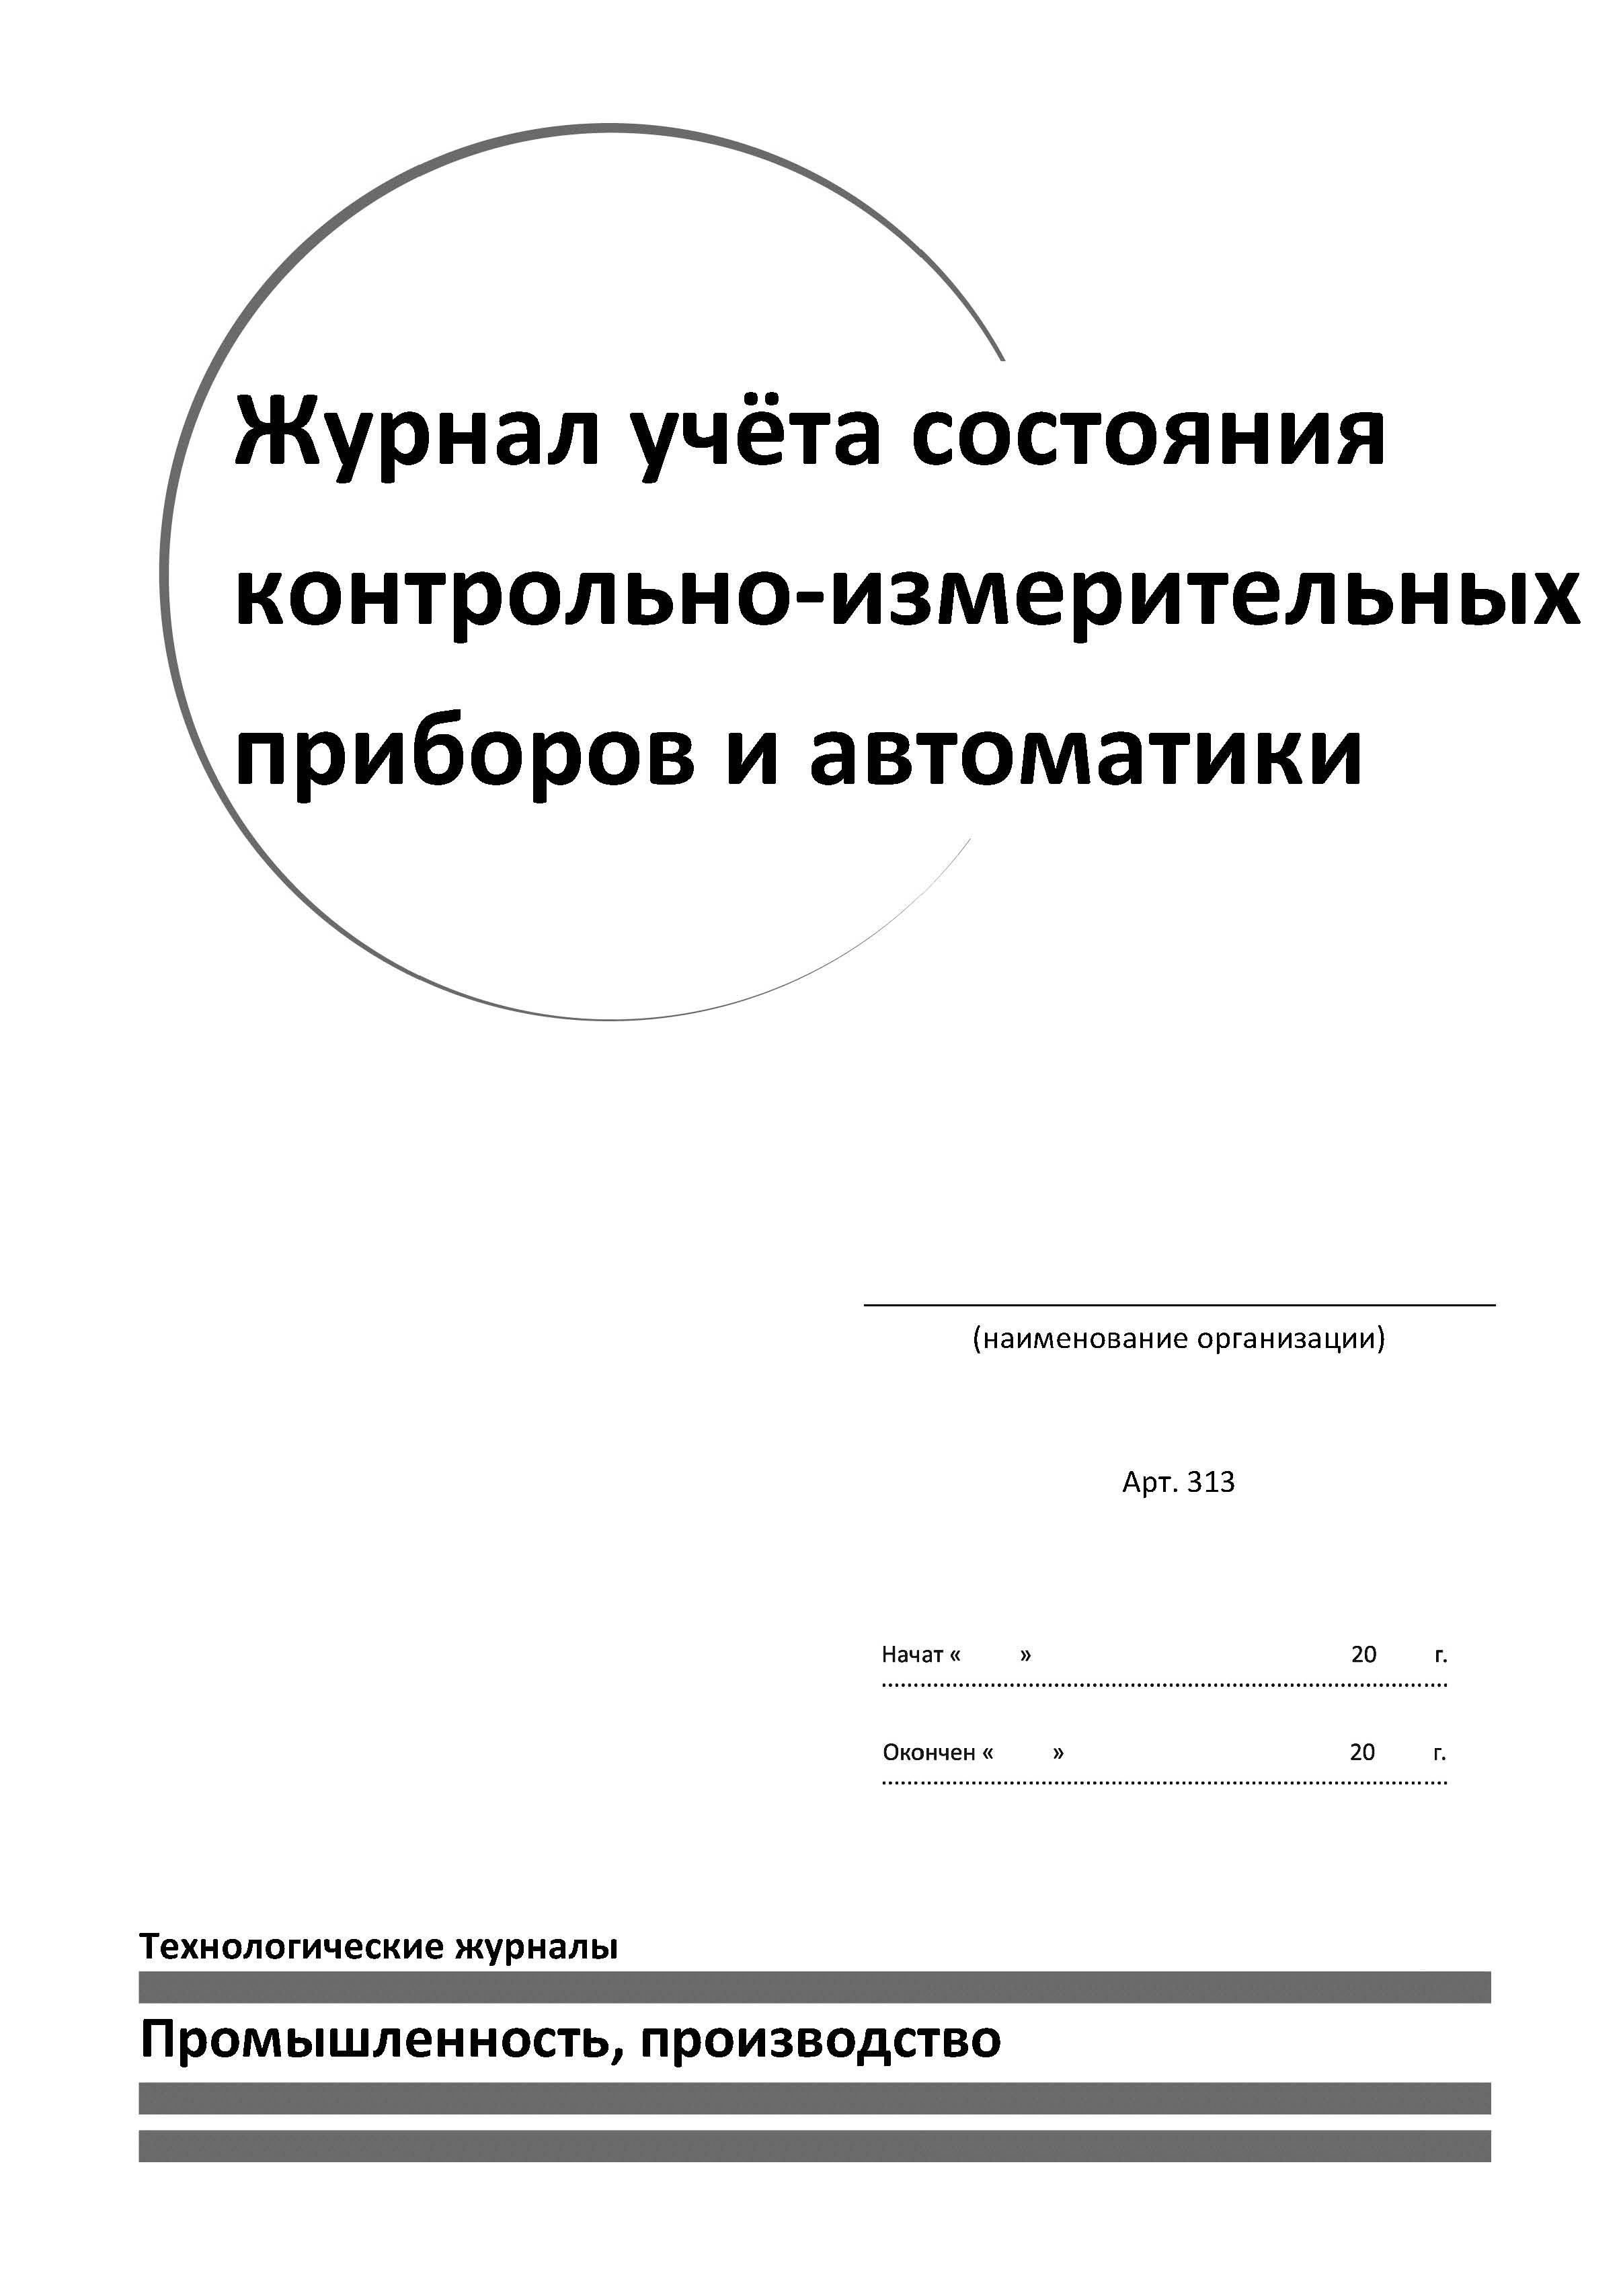 Журнал учёта состояния
контрольно-измерительных
приборов и автоматики
(наименование организации)
Арт. 313
Начат « » 20 г.
Окончен « » 20 г.
Технологические журналы
Промышленность, производство